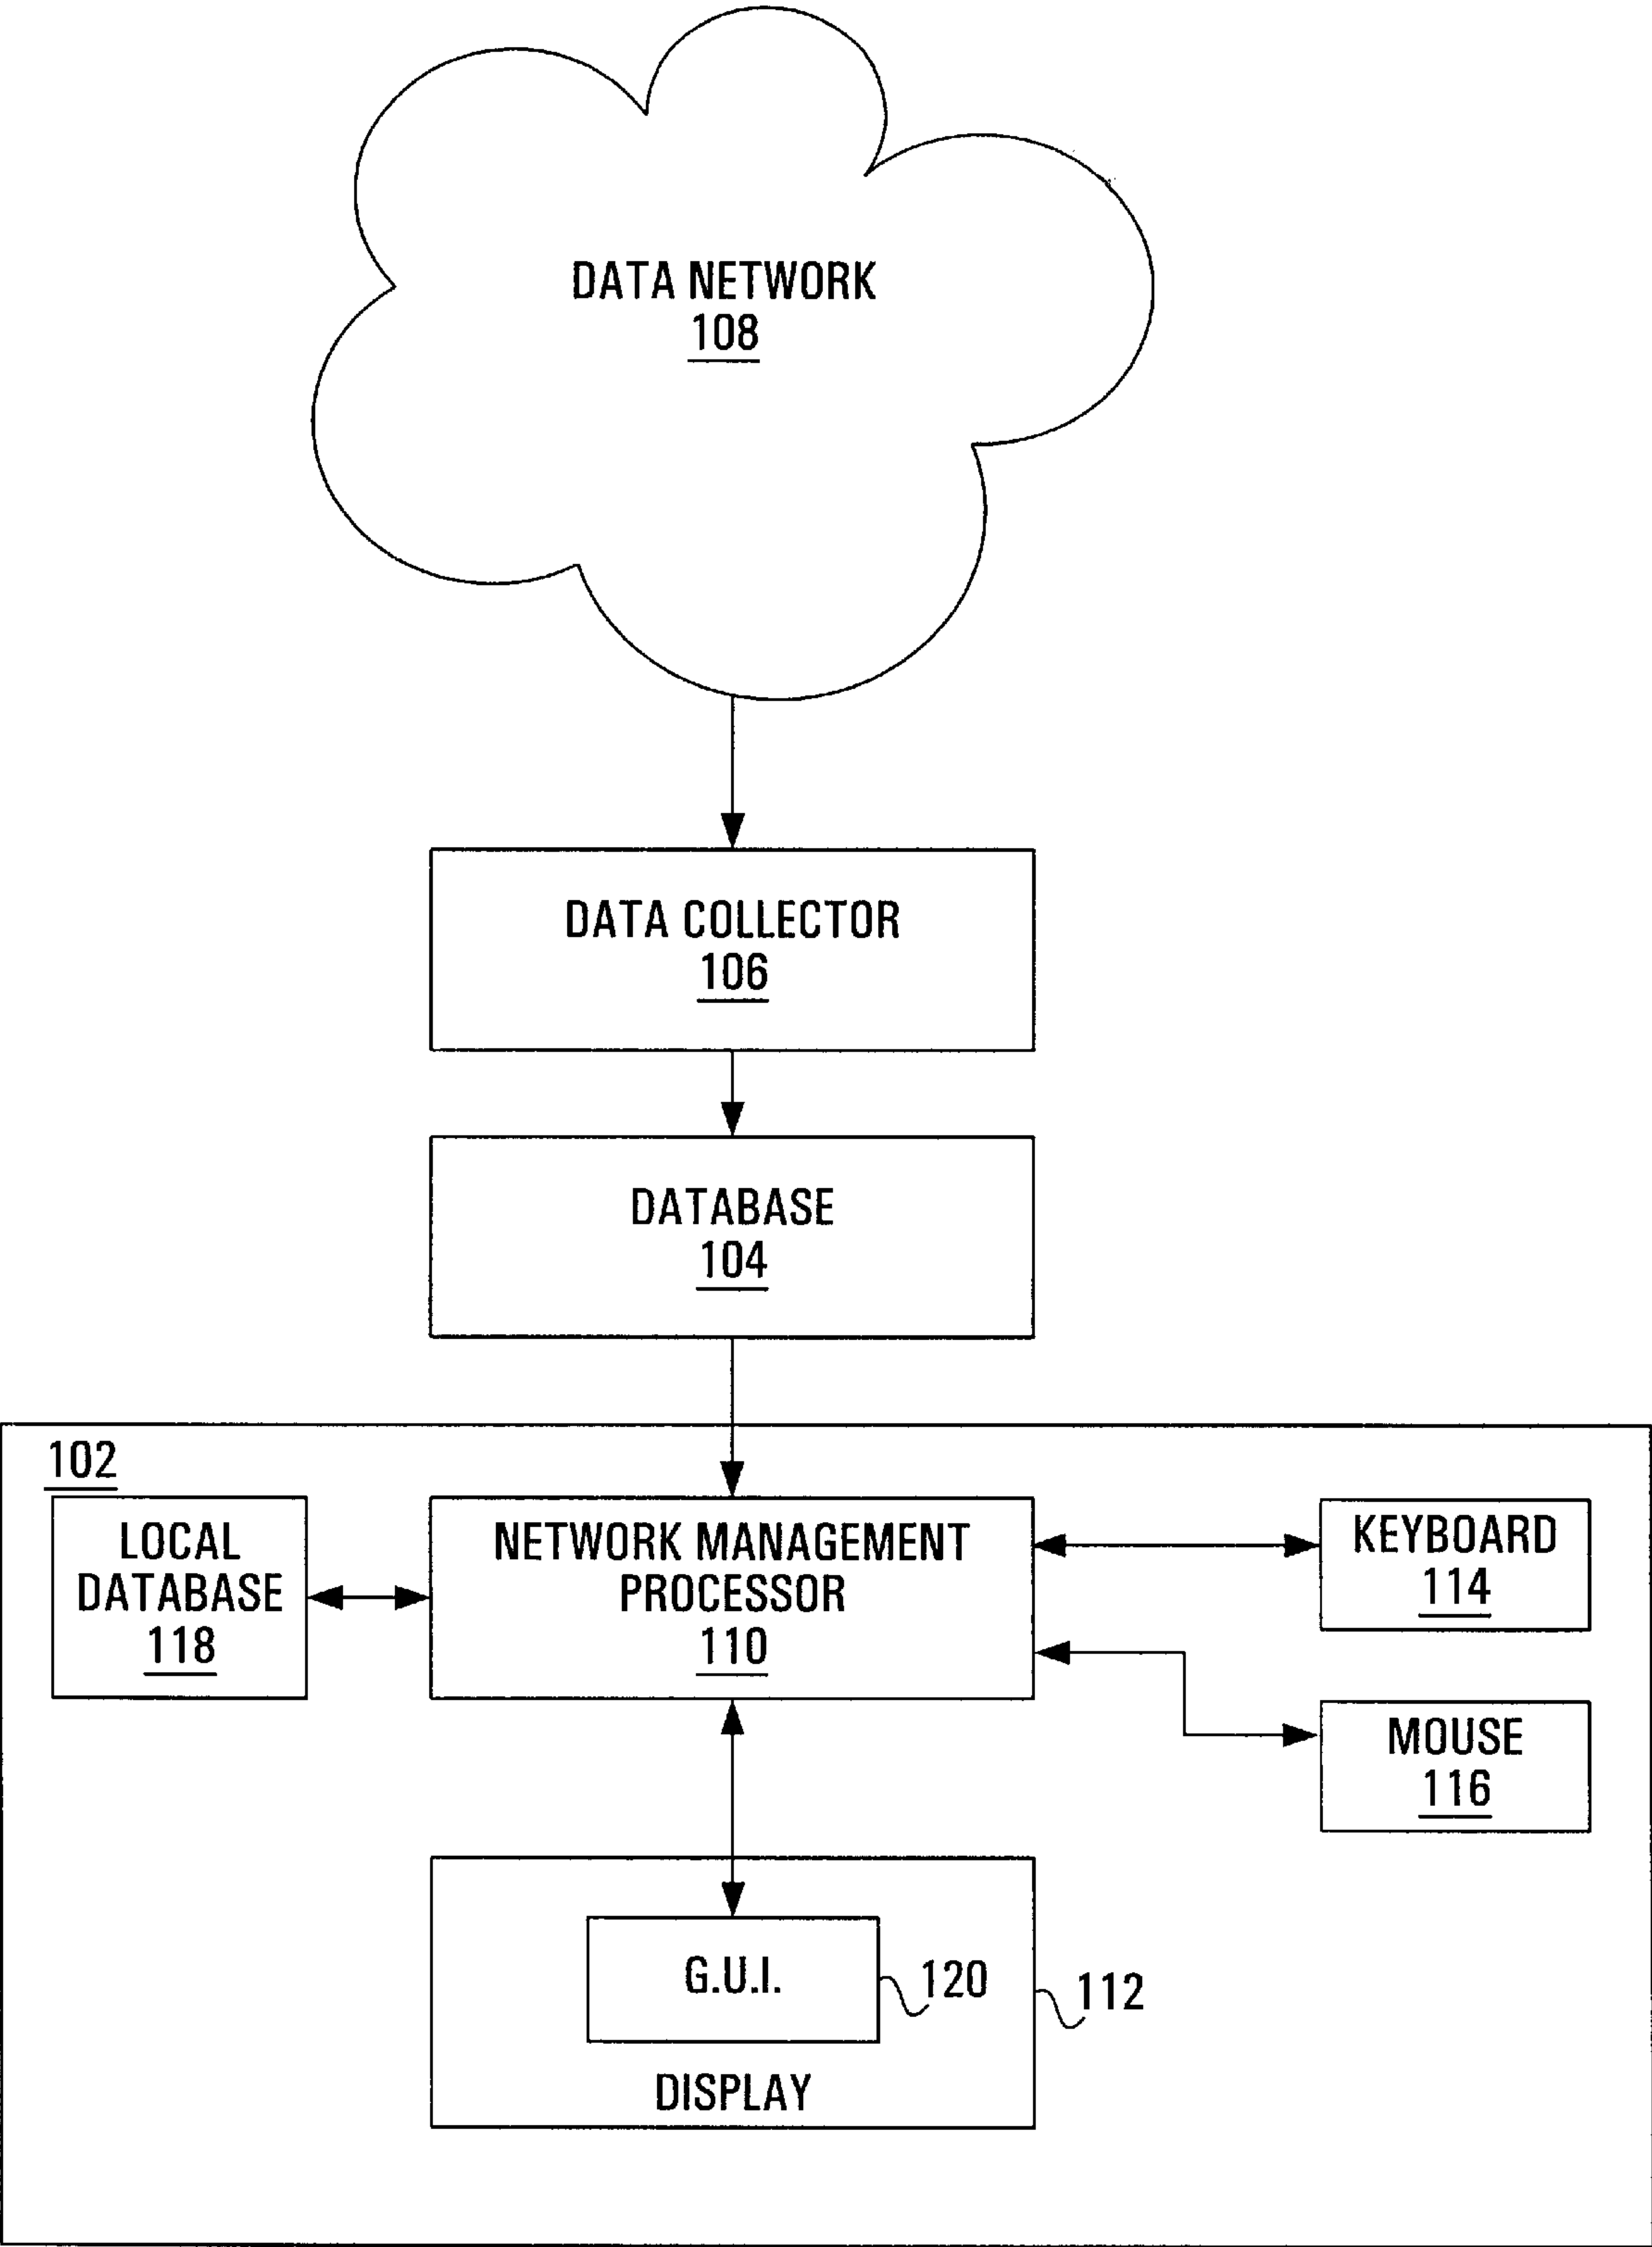 DATA NETWORK
108
DATA COLLECTOR
106
DATABASE
104
102
LOCAL
DATABASE
118
NETWORK MANAGEMENT
PROCESSOR
110
KEYBOARD
114
MOUSE
116
G.U.I.
120
112
DISPLAY